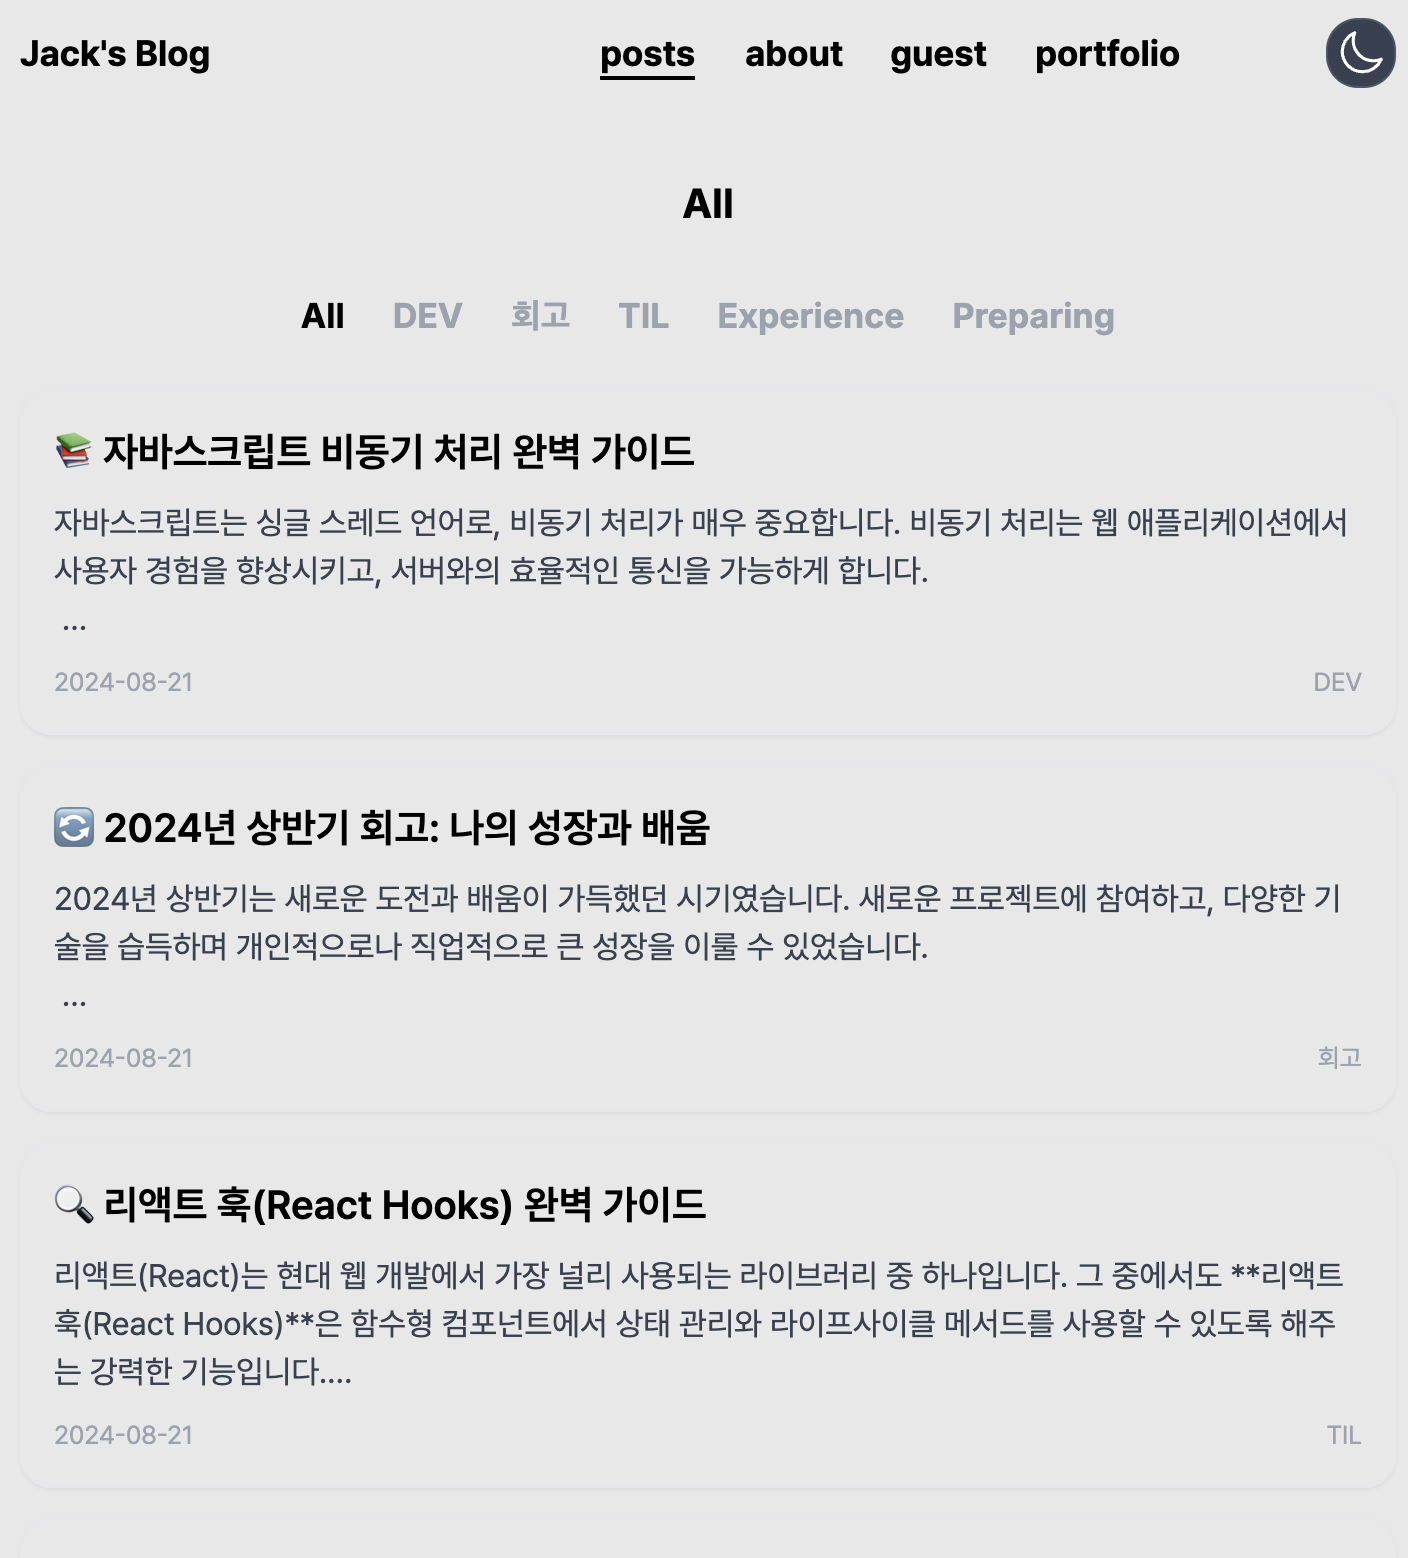 Jack's Blog posts about guest portfolio
All
All DEV 회고 TIL Experience Preparing
📚 자바스크립트 비동기 처리 완벽 가이드
자바스크립트는 싱글 스레드 언어로, 비동기 처리가 매우 중요합니다. 비동기 처리는 웹 애플리케이션에서
사용자 경험을 향상시키고, 서버와의 효율적인 통신을 가능하게 합니다.
...
2024-08-21 DEV
🔄 2024년 상반기 회고: 나의 성장과 배움
2024년 상반기는 새로운 도전과 배움이 가득했던 시기였습니다. 새로운 프로젝트에 참여하고, 다양한 기
술을 습득하며 개인적으로나 직업적으로 큰 성장을 이룰 수 있었습니다.
...
2024-08-21 회고
🔍 리액트 훅(React Hooks) 완벽 가이드
리액트(React)는 현대 웹 개발에서 가장 널리 사용되는 라이브러리 중 하나입니다. 그 중에서도 **리액트
훅(React Hooks)**은 함수형 컴포넌트에서 상태 관리와 라이프사이클 메서드를 사용할 수 있도록 해주
는 강력한 기능입니다....
2024-08-21 TIL